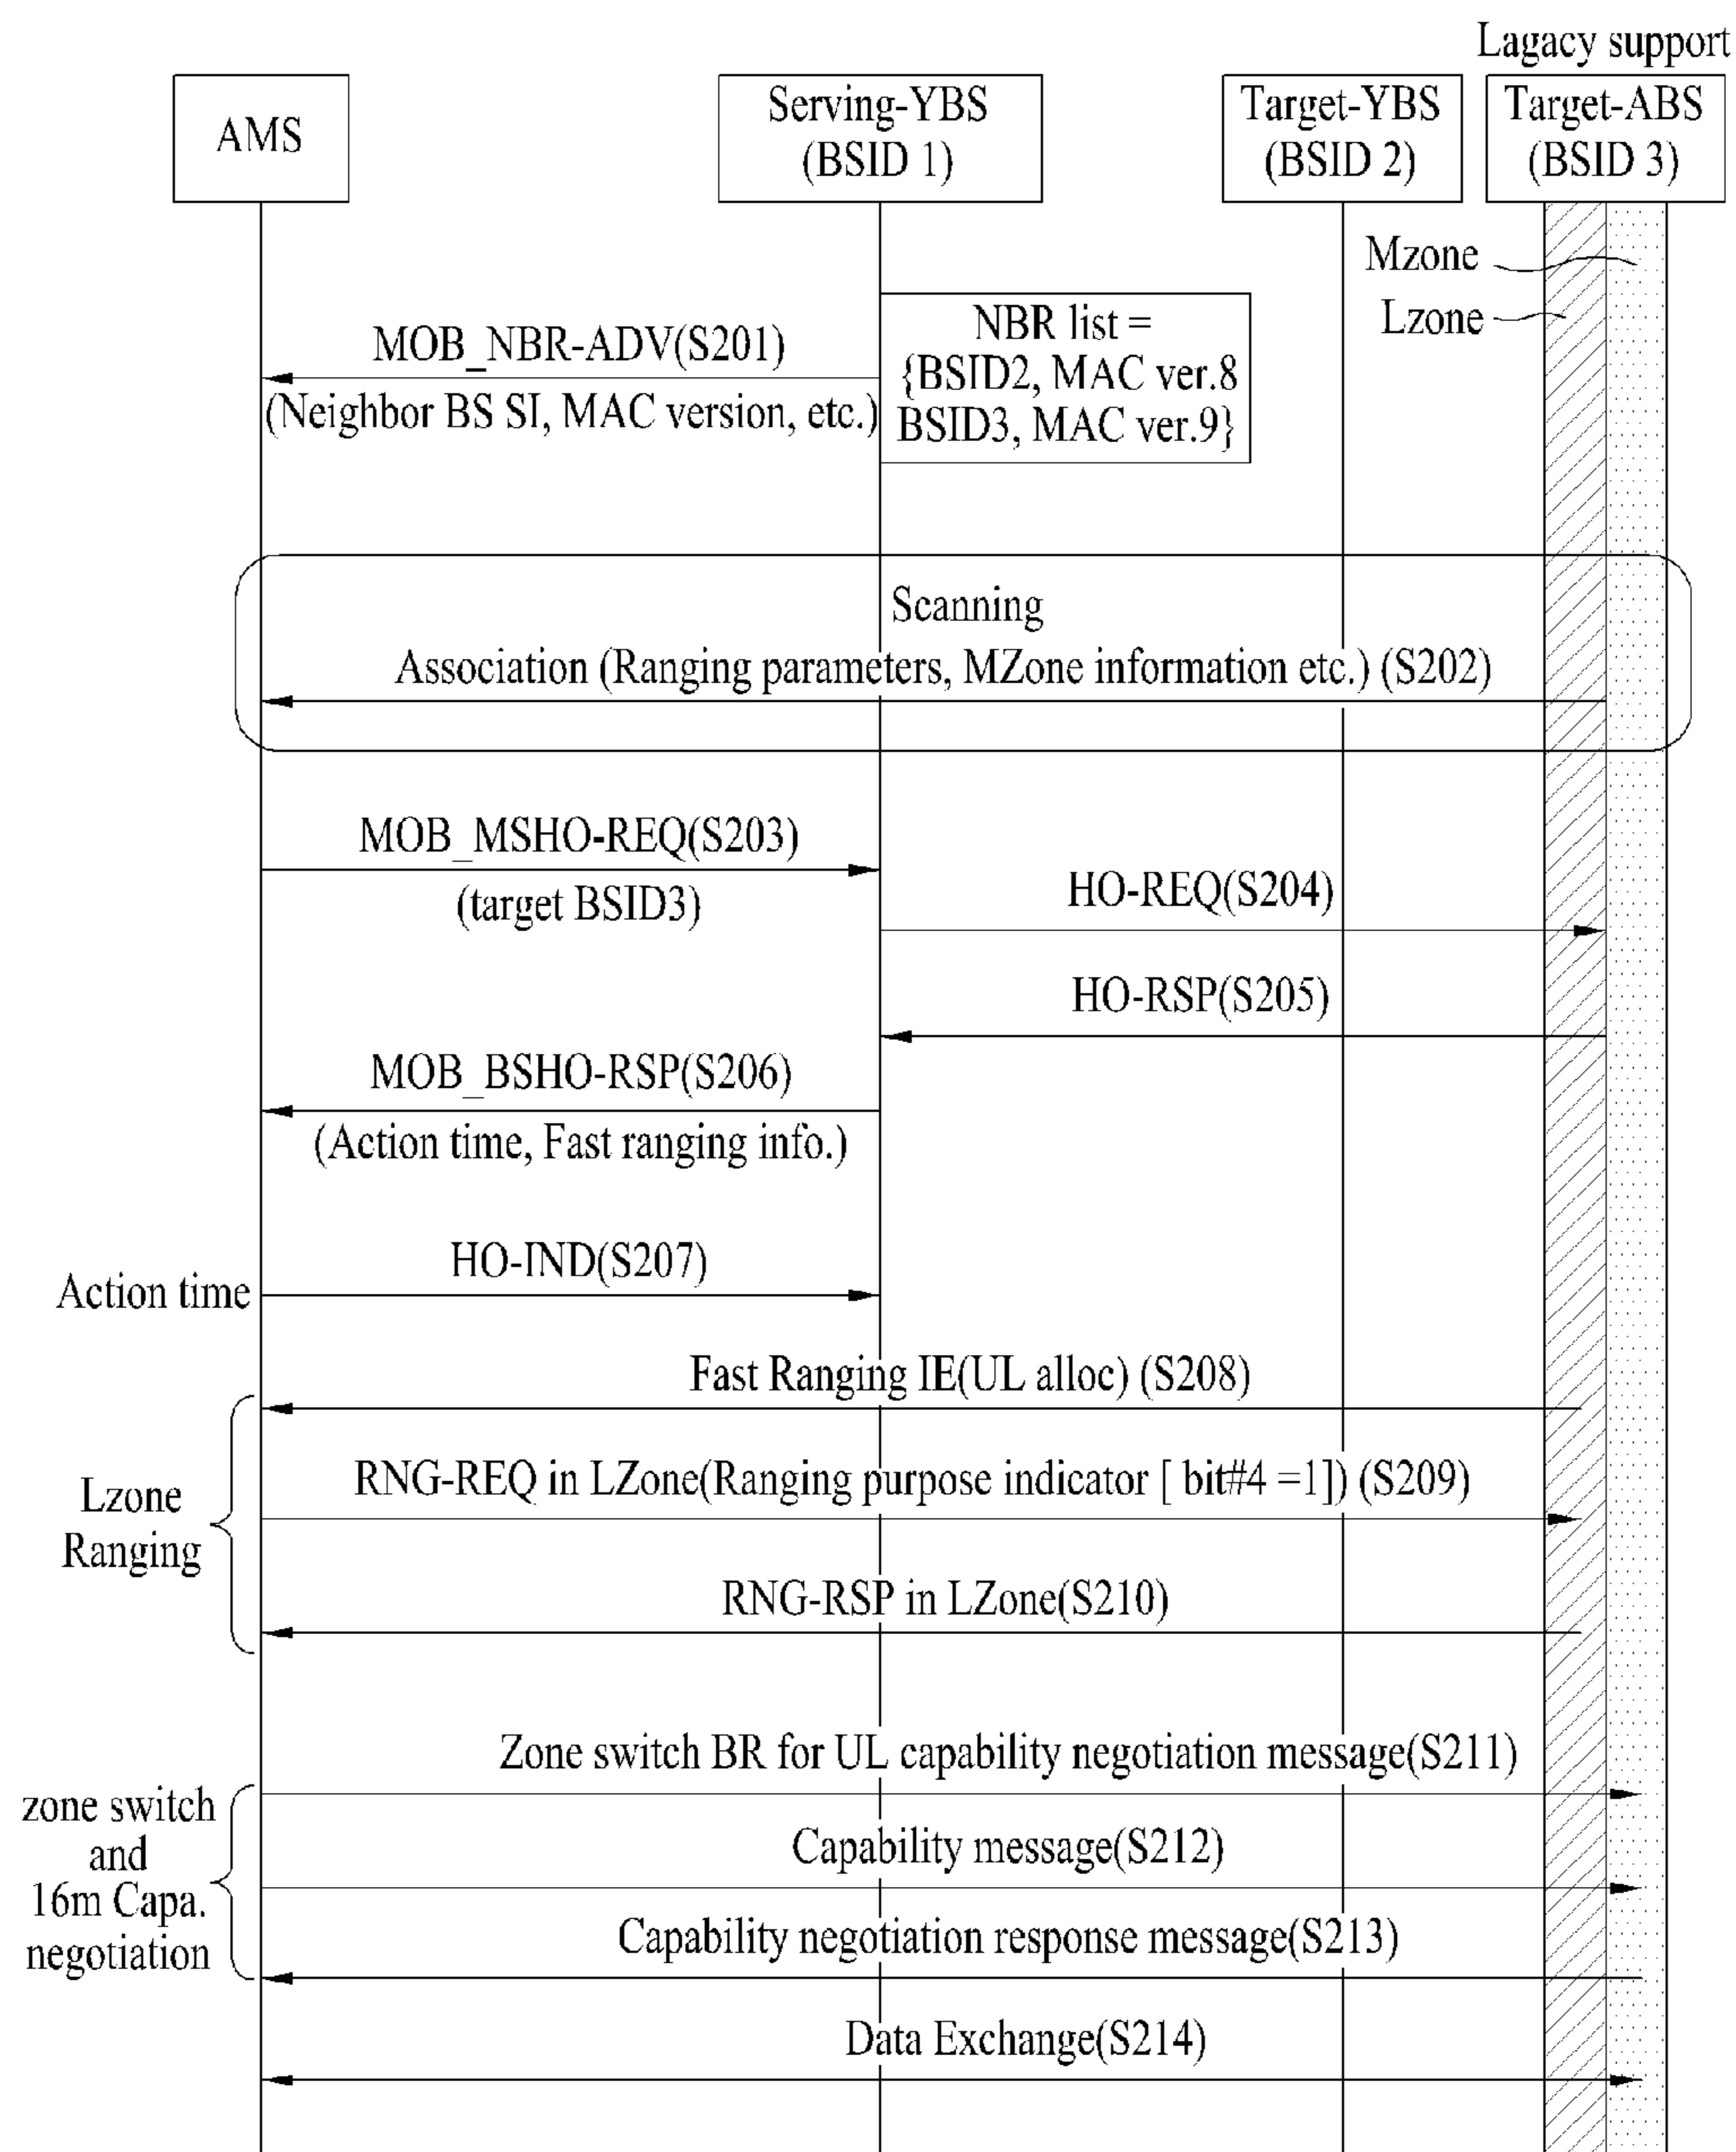 Lagacy support
AMS
Serving-YBS
(BSID 1)
Target-YBS
(BSID 2)
Target-ABS
(BSID 3)
Mzone
Lzone
NBR list =
{BSID2, MAC ver.8
BSID3, MAC ver.9}
MOB_NBR-ADV(S201)
(Neighbor BS SI, MAC version, etc.)
Scanning
Association (Ranging parameters, MZone information etc.) (S202)
MOB_MSHO-REQ(S203)
(target BSID3)
HO-REQ(S204)
HO-RSP(S205)
MOB_BSHO-RSP(S206)
(Action time, Fast ranging info.)
HO-IND(S207)
Action time
Fast Ranging IE(UL alloc) (S208)
RNG-REQ in LZone(Ranging purpose indicator [ bit#4 =1]) (S209)
Lzone
Ranging
RNG-RSP in LZone(S210)
Zone switch BR for UL capability negotiation message(S211)
zone switch
and
16m Capa.
negotiation
Capability message(S212)
Capability negotiation response message(S213)
Data Exchange(S214)